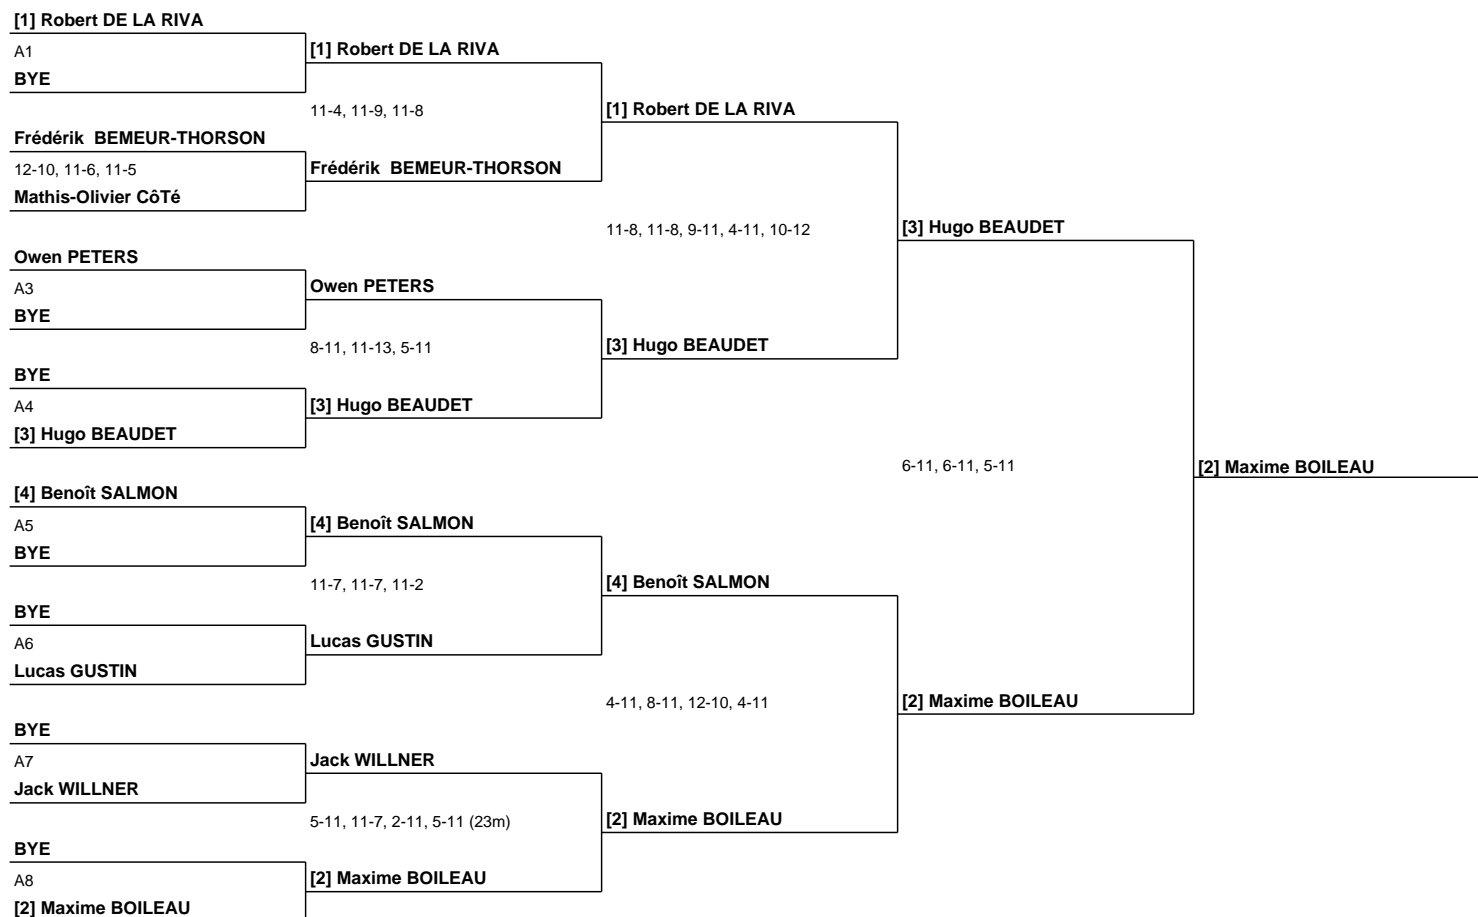 [1] Robert DE LA RIVA
A1
BYE
[1] Robert DE LA RIVA
11-4, 11-9, 11-8
[1] Robert DE LA RIVA
Frédérik  BEMEUR-THORSON
12-10, 11-6, 11-5
Mathis-Olivier CôTé
Frédérik  BEMEUR-THORSON
11-8, 11-8, 9-11, 4-11, 10-12
[3] Hugo BEAUDET
Owen PETERS
A3
BYE
Owen PETERS
8-11, 11-13, 5-11
[3] Hugo BEAUDET
BYE
A4
[3] Hugo BEAUDET
[3] Hugo BEAUDET
6-11, 6-11, 5-11
[2] Maxime BOILEAU
[4] Benoît SALMON
A5
BYE
[4] Benoît SALMON
11-7, 11-7, 11-2
[4] Benoît SALMON
BYE
A6
Lucas GUSTIN
Lucas GUSTIN
4-11, 8-11, 12-10, 4-11
[2] Maxime BOILEAU
BYE
A7
Jack WILLNER
Jack WILLNER
5-11, 11-7, 2-11, 5-11 (23m)
[2] Maxime BOILEAU
BYE
A8
[2] Maxime BOILEAU
[2] Maxime BOILEAU